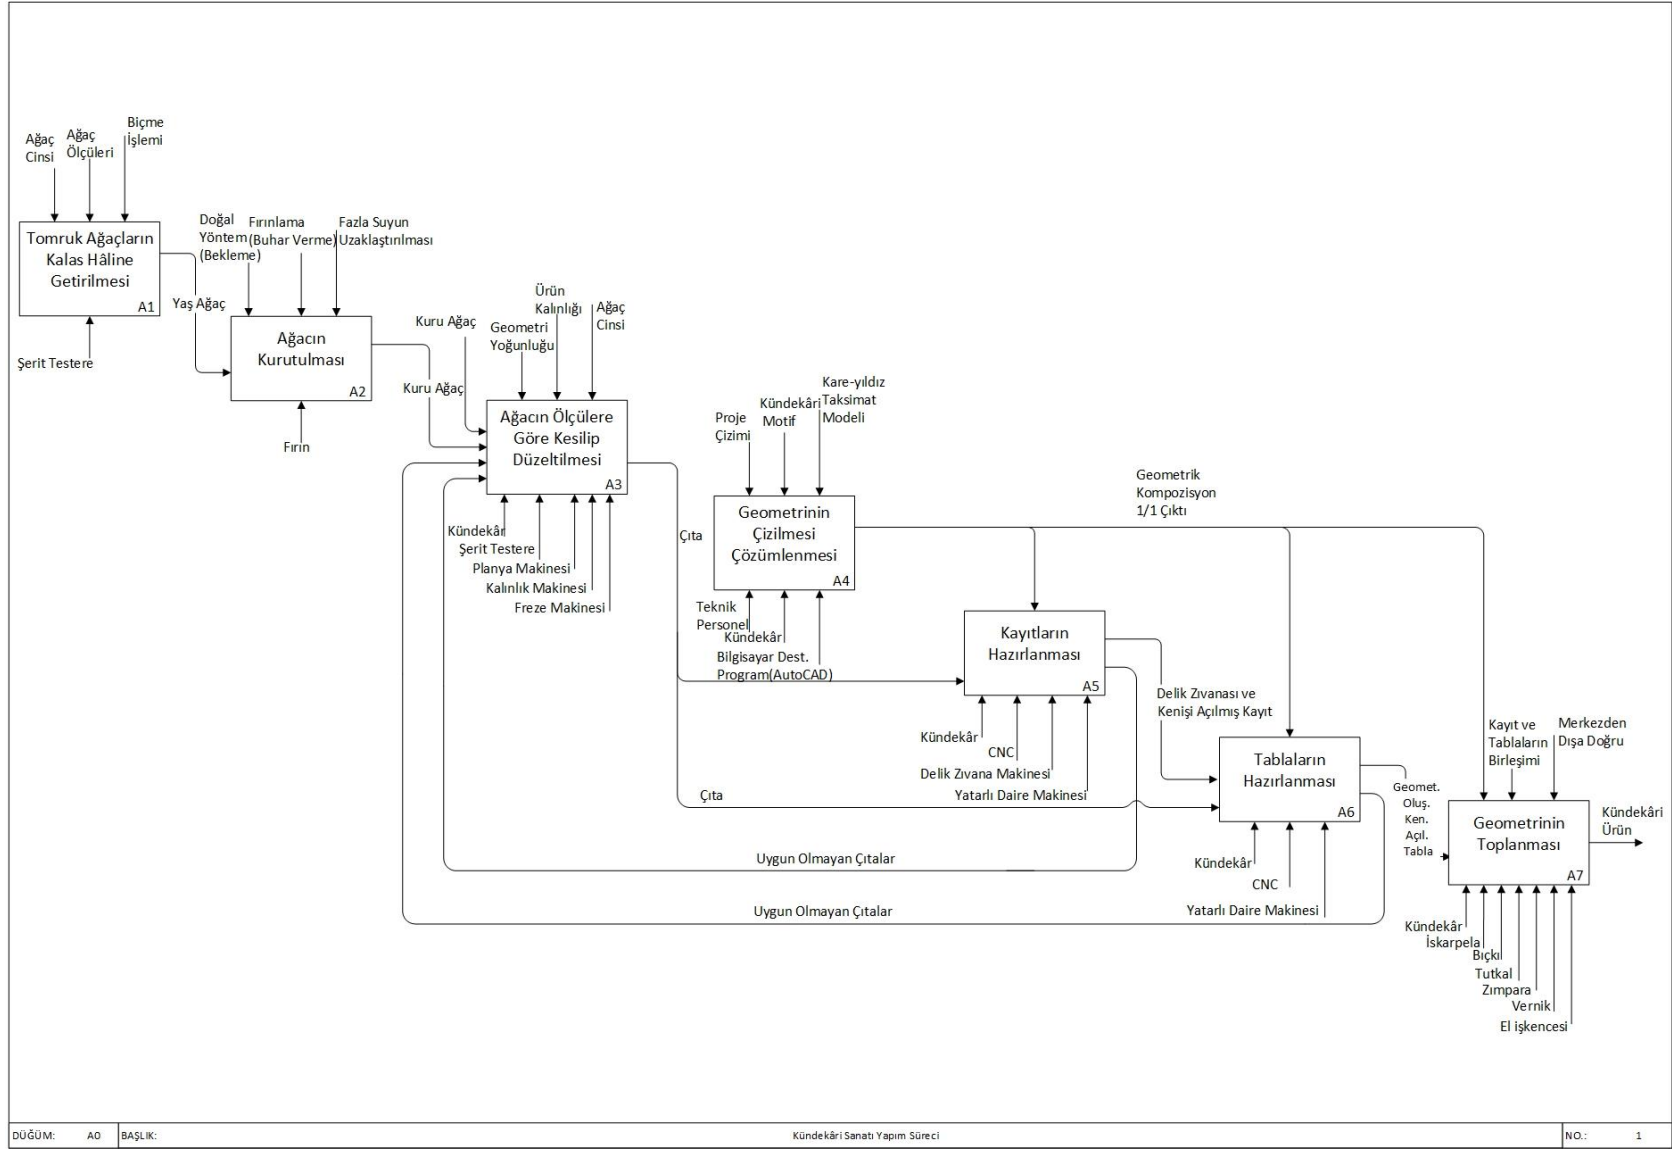 Ağaç
Cinsi
Ağaç
Ölçüleri
Biçme
İşlemi
Tomruk Ağaçların
Kalas Hâline
Getirilmesi
A1
Şerit Testere
Yaş Ağaç
Doğal
Yöntem
(Bekleme)
Fırınlama
(Buhar Verme)
Fazla Suyun
Uzaklaştırılması
Ağacın
Kurutulması
A2
Fırın
Kuru Ağaç
Kuru Ağaç
Geometri
Yoğunluğu
Ürün
Kalınlığı
Ağaç
Cinsi
Ağacın Ölçülere
Göre Kesilip
Düzeltilmesi
A3
Kündekâr
Şerit Testere
Planya Makinesi
Kalınlık Makinesi
Freze Makinesi
Çıta
Proje
Çizimi
Kündekâri
Motif
Kare-yıldız
Taksimat
Modeli
Geometrinin
Çizilmesi
Çözümlenmesi
A4
Teknik
Personel
Kündekâr
Bilgisayar Dest.
Program(AutoCAD)
Geometrik
Kompozisyon
1/1 Çıktı
Kayıtların
Hazırlanması
A5
Kündekâr
CNC
Delik Zıvana Makinesi
Yatarlı Daire Makinesi
Delik Zıvanası ve
Kenişi Açılmış Kayıt
Çıta
Tablaların
Hazırlanması
A6
Kündekâr
CNC
Yatarlı Daire Makinesi
Uygun Olmayan Çıtalar
Uygun Olmayan Çıtalar
Geomet.
Oluş.
Ken.
Açıl.
Tabla
Kayıt ve
Tablaların
Birleşimi
Merkezden
Dışa Doğru
Geometrinin
Toplanması
A7
Kündekâri
Ürün
Kündekâr
İskarpela
Bıçkı
Tutkal
Zımpara
Vernik
El işkencesi
DÜĞÜM: A0 BAŞLIK: Kündekâri Sanatı Yapım Süreci NO.: 1